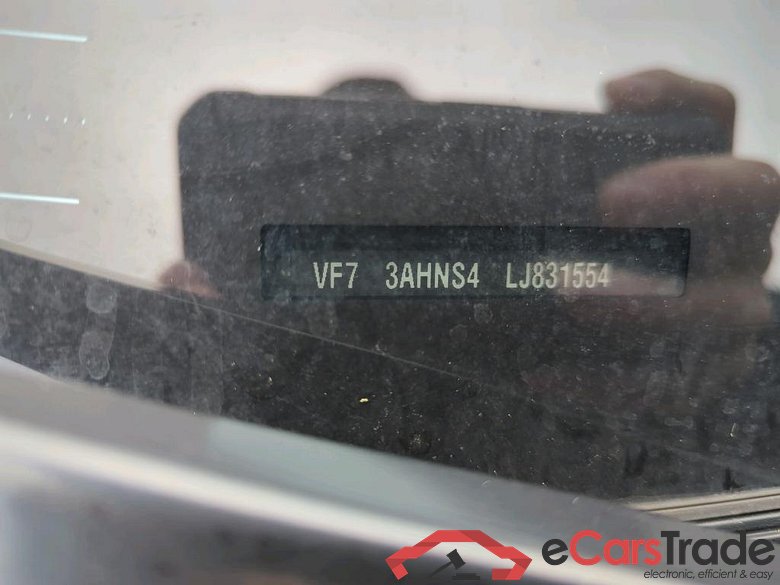 VF7 3AHNS4 LJ831554
eCarsTrade
electronic, efficient & easy